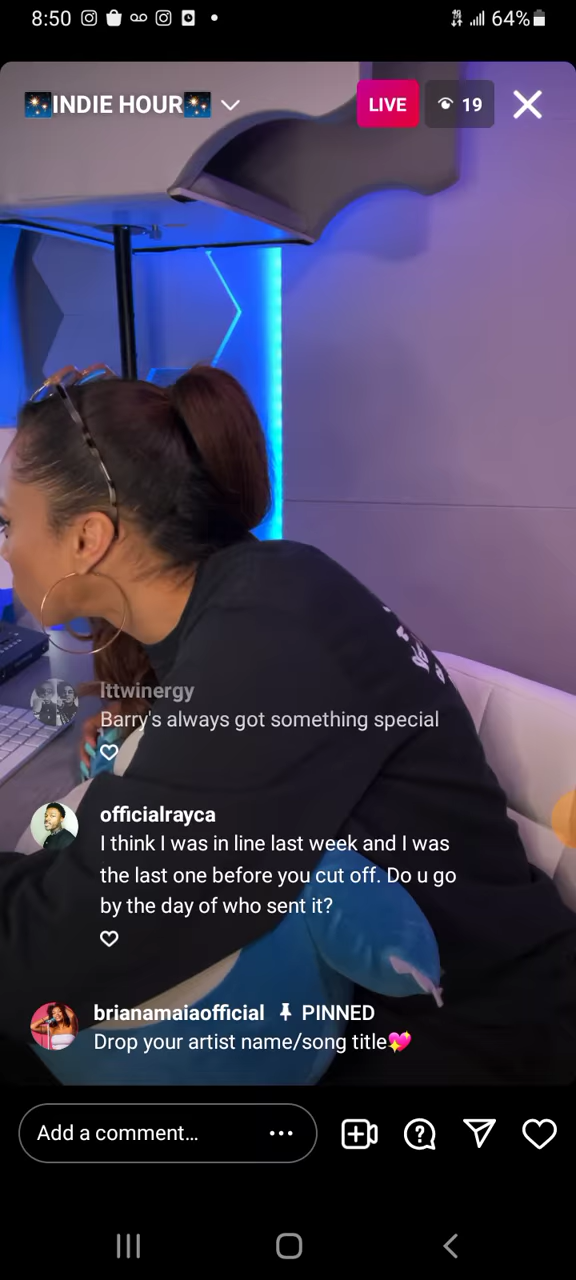 8:50
64%
INDIE HOUR
LIVE
19
lttwinergy
Barry's always got something special
officialrayca
I think I was in line last week and I was
the last one before you cut off. Do u go
by the day of who sent it?
brianamaiaofficial PINNED
Drop your artist name/song title💖
Add a comment...